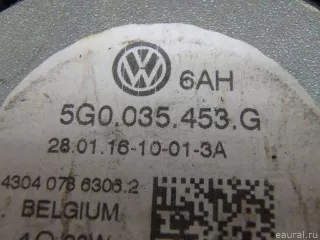 6AH
5G0.035.453.G
28.01.16-10-01-3A
4304 078 6306.2
BELGIUM
eaural.ru